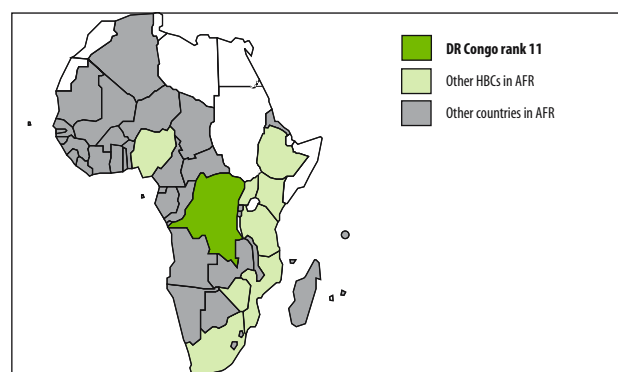 DR Congo rank 11
Other HBCs in AFR
Other countries in AFR